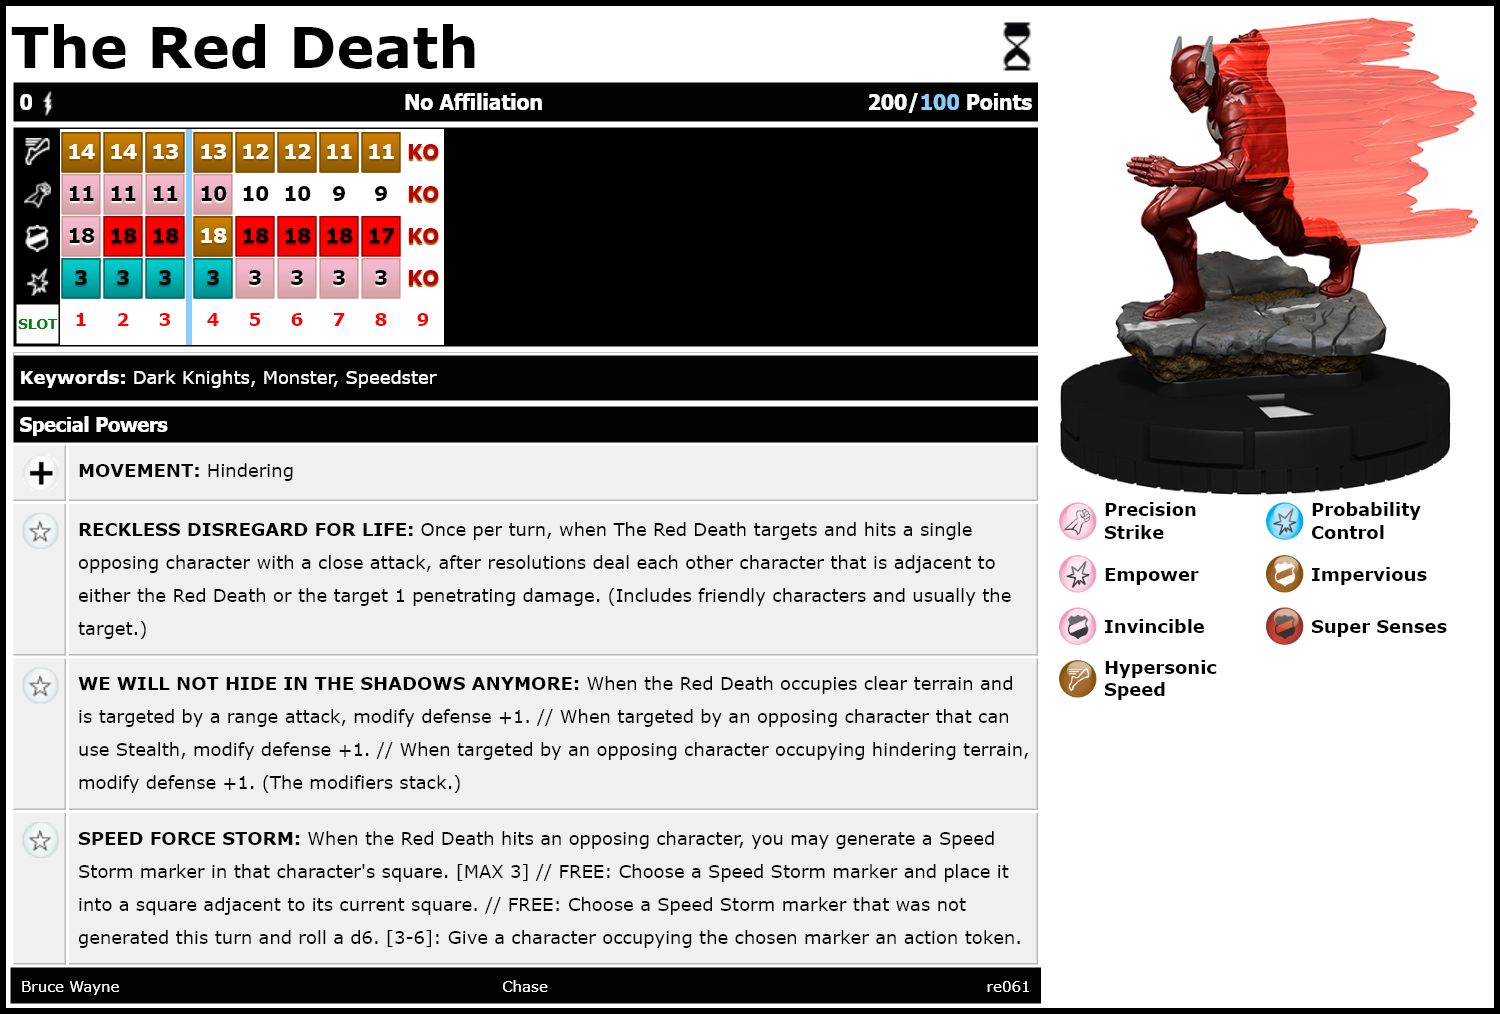 The Red Death
0 No Affiliation 200/100 Points
14 14 13 13 12 12 11 11 KO
11 11 11 10 10 10 9 9 KO
18 18 18 18 18 18 18 17 KO
3 3 3 3 3 3 3 3 KO
SLOT 1 2 3 4 5 6 7 8 9
Keywords: Dark Knights, Monster, Speedster
Special Powers
MOVEMENT: Hindering
RECKLESS DISREGARD FOR LIFE: Once per turn, when The Red Death targets and hits a single
opposing character with a close attack, after resolutions deal each other character that is adjacent to
either the Red Death or the target 1 penetrating damage. (Includes friendly characters and usually the
target.)
WE WILL NOT HIDE IN THE SHADOWS ANYMORE: When the Red Death occupies clear terrain and
is targeted by a range attack, modify defense +1. // When targeted by an opposing character that can
use Stealth, modify defense +1. // When targeted by an opposing character occupying hindering terrain,
modify defense +1. (The modifiers stack.)
SPEED FORCE STORM: When the Red Death hits an opposing character, you may generate a Speed
Storm marker in that character's square. [MAX 3] // FREE: Choose a Speed Storm marker and place it
into a square adjacent to its current square. // FREE: Choose a Speed Storm marker that was not
generated this turn and roll a d6. [3-6]: Give a character occupying the chosen marker an action token.
Bruce Wayne Chase re061
Precision
Strike
Probability
Control
Empower
Impervious
Invincible
Super Senses
Hypersonic
Speed